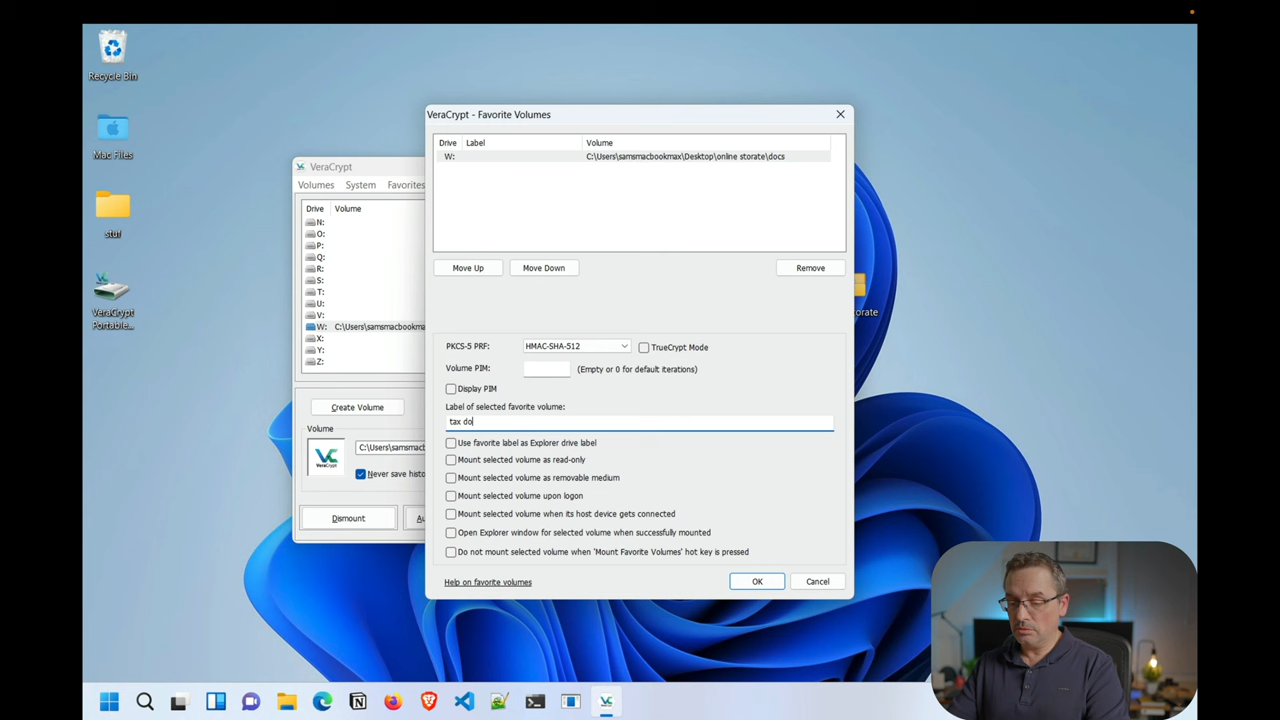 Recycle Bin
Mac Files
stuf
VeraCrypt
Portable...
VeraCrypt
Volumes System Favorites
Drive Volume
N:
O:
P:
Q:
R:
S:
T:
U:
V:
W: C:\Users\samsmacbookma
X:
Y:
Z:
Create Volume
Volume
VeraCrypt
C:\Users\samsmacb
Never save histo
Dismount
Au
VeraCrypt - Favorite Volumes
Drive Label Volume
W: C:\Users\samsmacbookmax\Desktop\online storate\docs
Move Up Move Down Remove
PKCS-5 PRF: HMAC-SHA-512 TrueCrypt Mode
Volume PIM: (Empty or 0 for default iterations)
Display PIM
Label of selected favorite volume:
tax do
Use favorite label as Explorer drive label
Mount selected volume as read-only
Mount selected volume as removable medium
Mount selected volume upon logon
Mount selected volume when its host device gets connected
Open Explorer window for selected volume when successfully mounted
Do not mount selected volume when 'Mount Favorite Volumes' hot key is pressed
Help on favorite volumes OK Cancel
orate